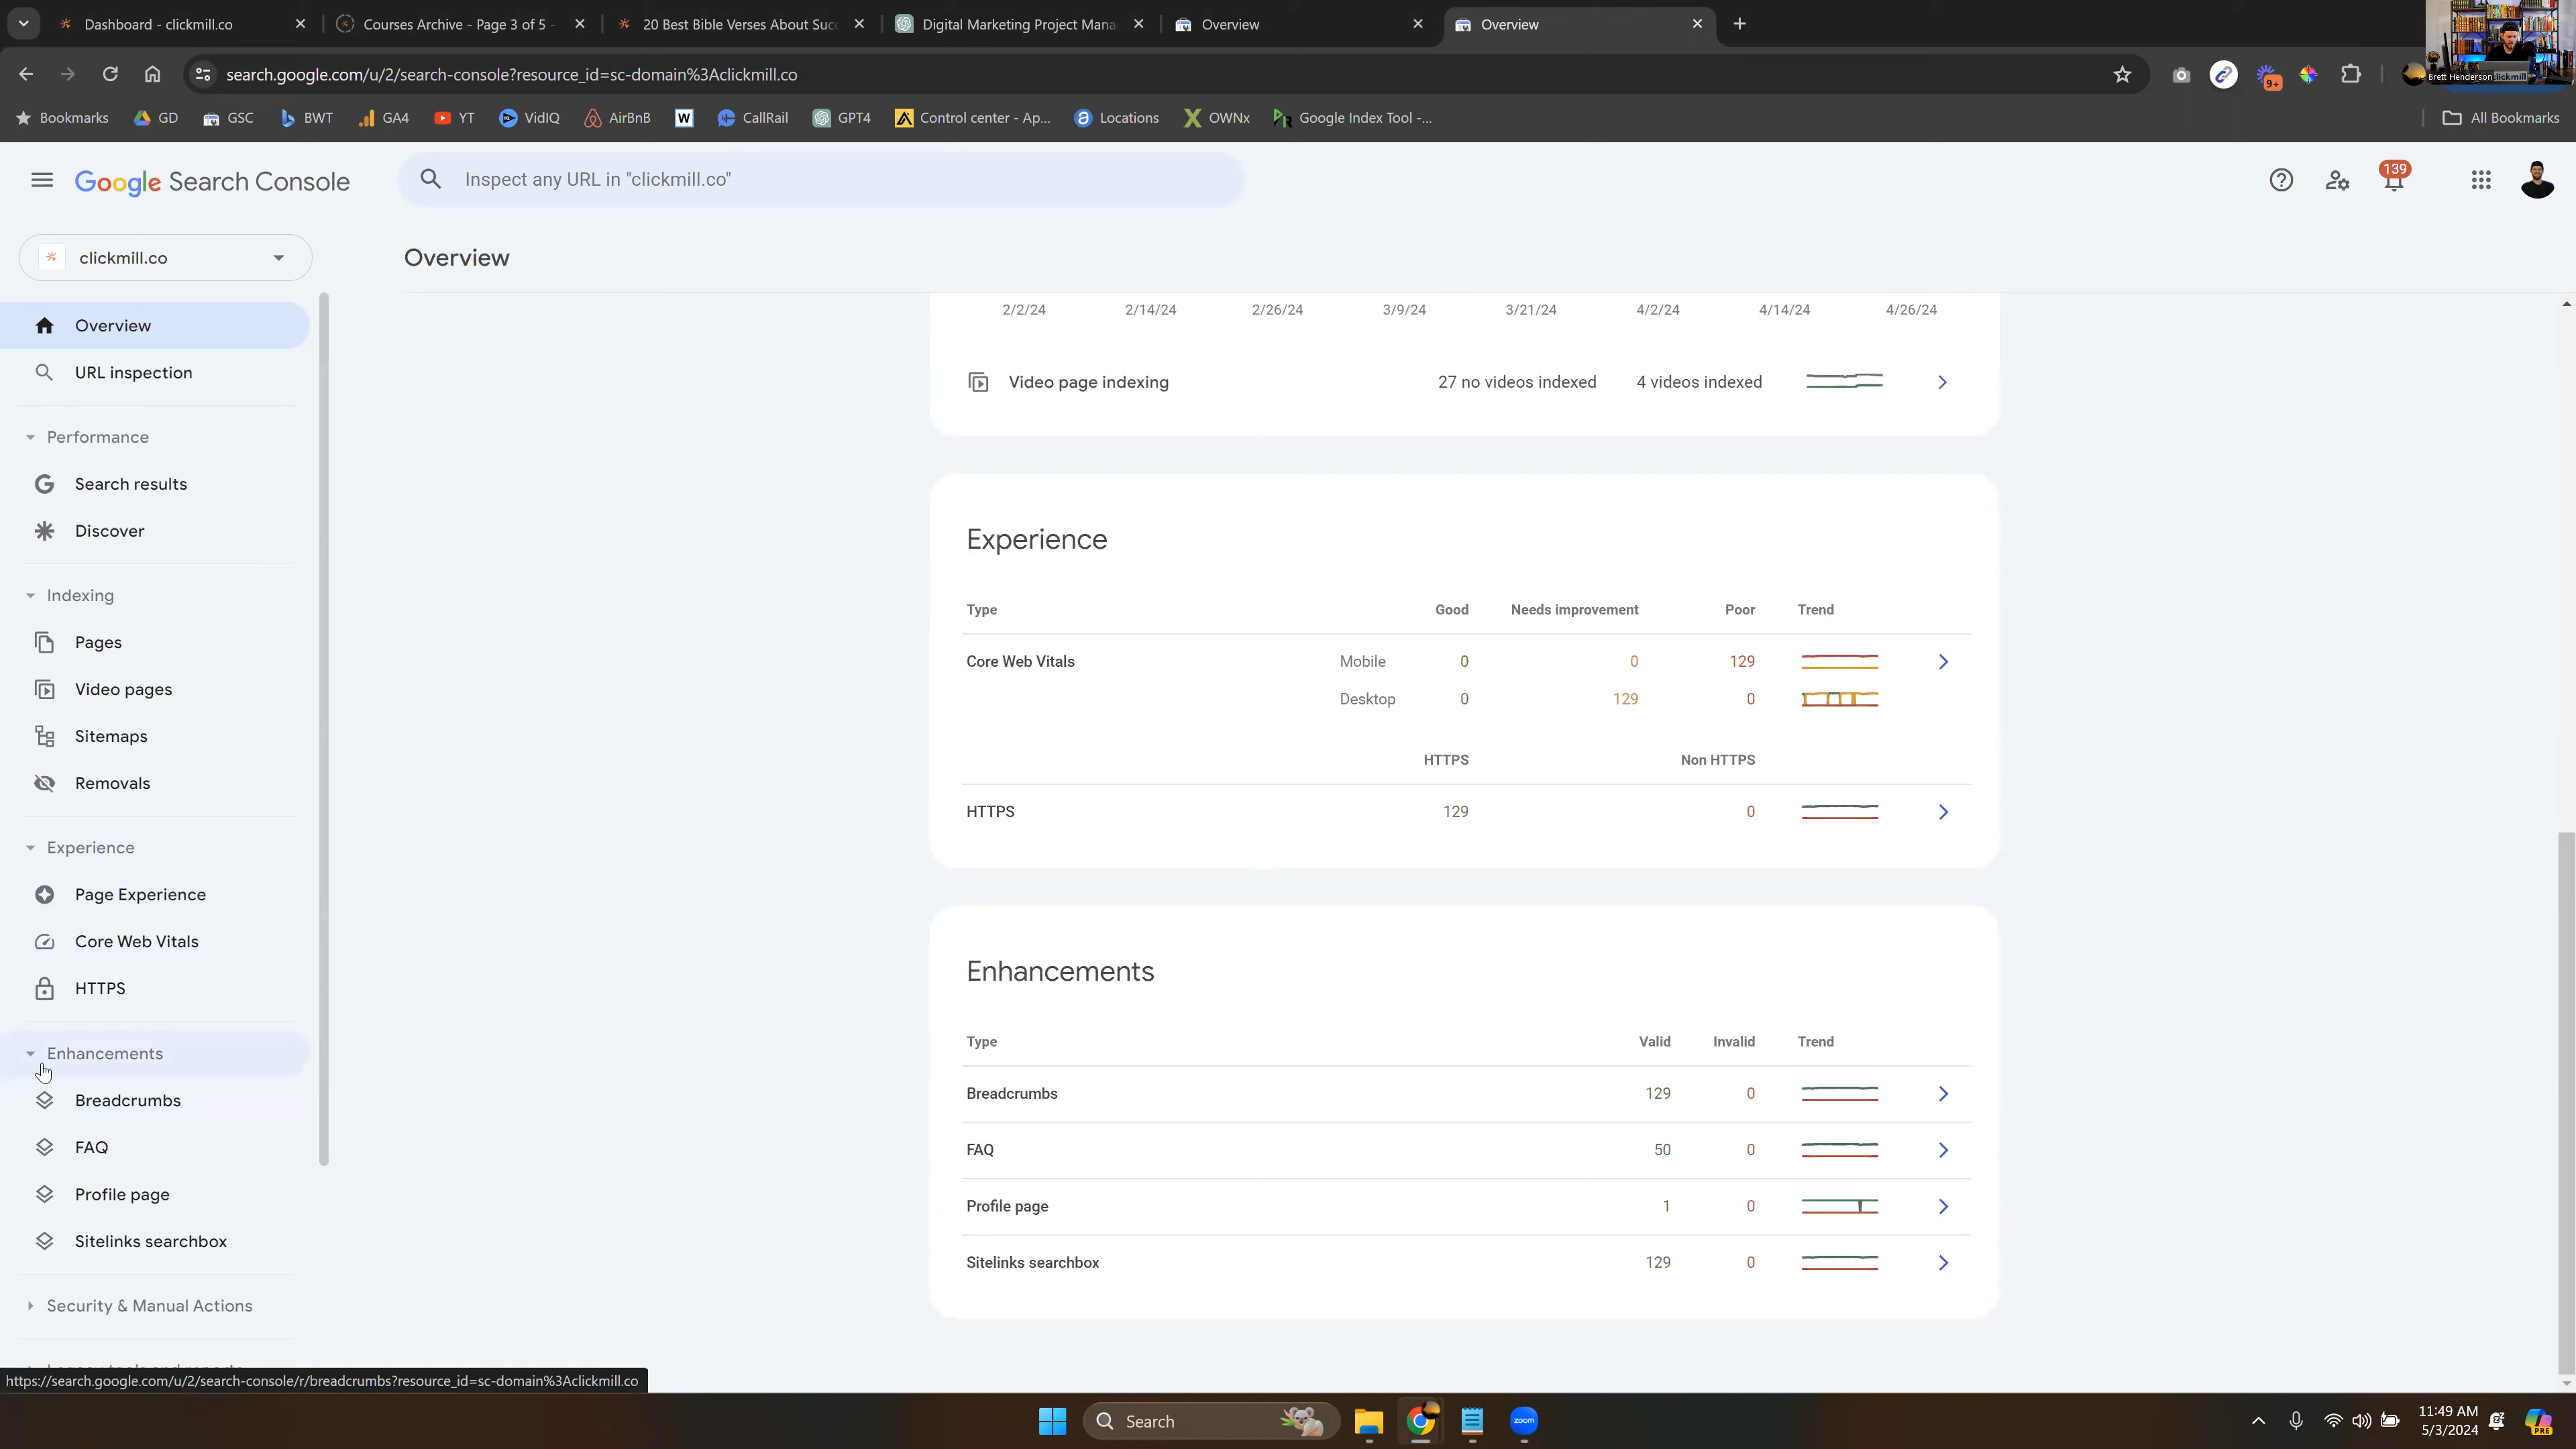 Dashboard - clickmill.co
Courses Archive - Page 3 of 5 -
20 Best Bible Verses About Succ
Digital Marketing Project Mana
Overview
Overview
search.google.com/u/2/search-console?resource_id=sc-domain%3Aclickmill.co
9+
Brett Henderson clickmill
Bookmarks
GD
GSC
BWT
GA4
YT
VidIQ
AirBnB
W
CallRail
GPT4
Control center - Ap...
Locations
OWNx
Google Index Tool -...
All Bookmarks
Google Search Console
Inspect any URL in "clickmill.co"
139
clickmill.co
Overview
Overview
URL inspection
Performance
Search results
Discover
Indexing
Pages
Video pages
Sitemaps
Removals
Experience
Page Experience
Core Web Vitals
HTTPS
Enhancements
Breadcrumbs
FAQ
Profile page
Sitelinks searchbox
Security & Manual Actions
2/2/24 2/14/24 2/26/24 3/9/24 3/21/24 4/2/24 4/14/24 4/26/24
Video page indexing 27 no videos indexed 4 videos indexed
Experience
Type Good Needs improvement Poor Trend
Core Web Vitals Mobile 0 0 129
Desktop 0 129 0
HTTPS Non HTTPS
HTTPS 129 0
Enhancements
Type Valid Invalid Trend
Breadcrumbs 129 0
FAQ 50 0
Profile page 1 0
Sitelinks searchbox 129 0
https://search.google.com/u/2/search-console/r/breadcrumbs?resource_id=sc-domain%3Aclickmill.co
Search
zoom
11:49 AM
5/3/2024
PRE